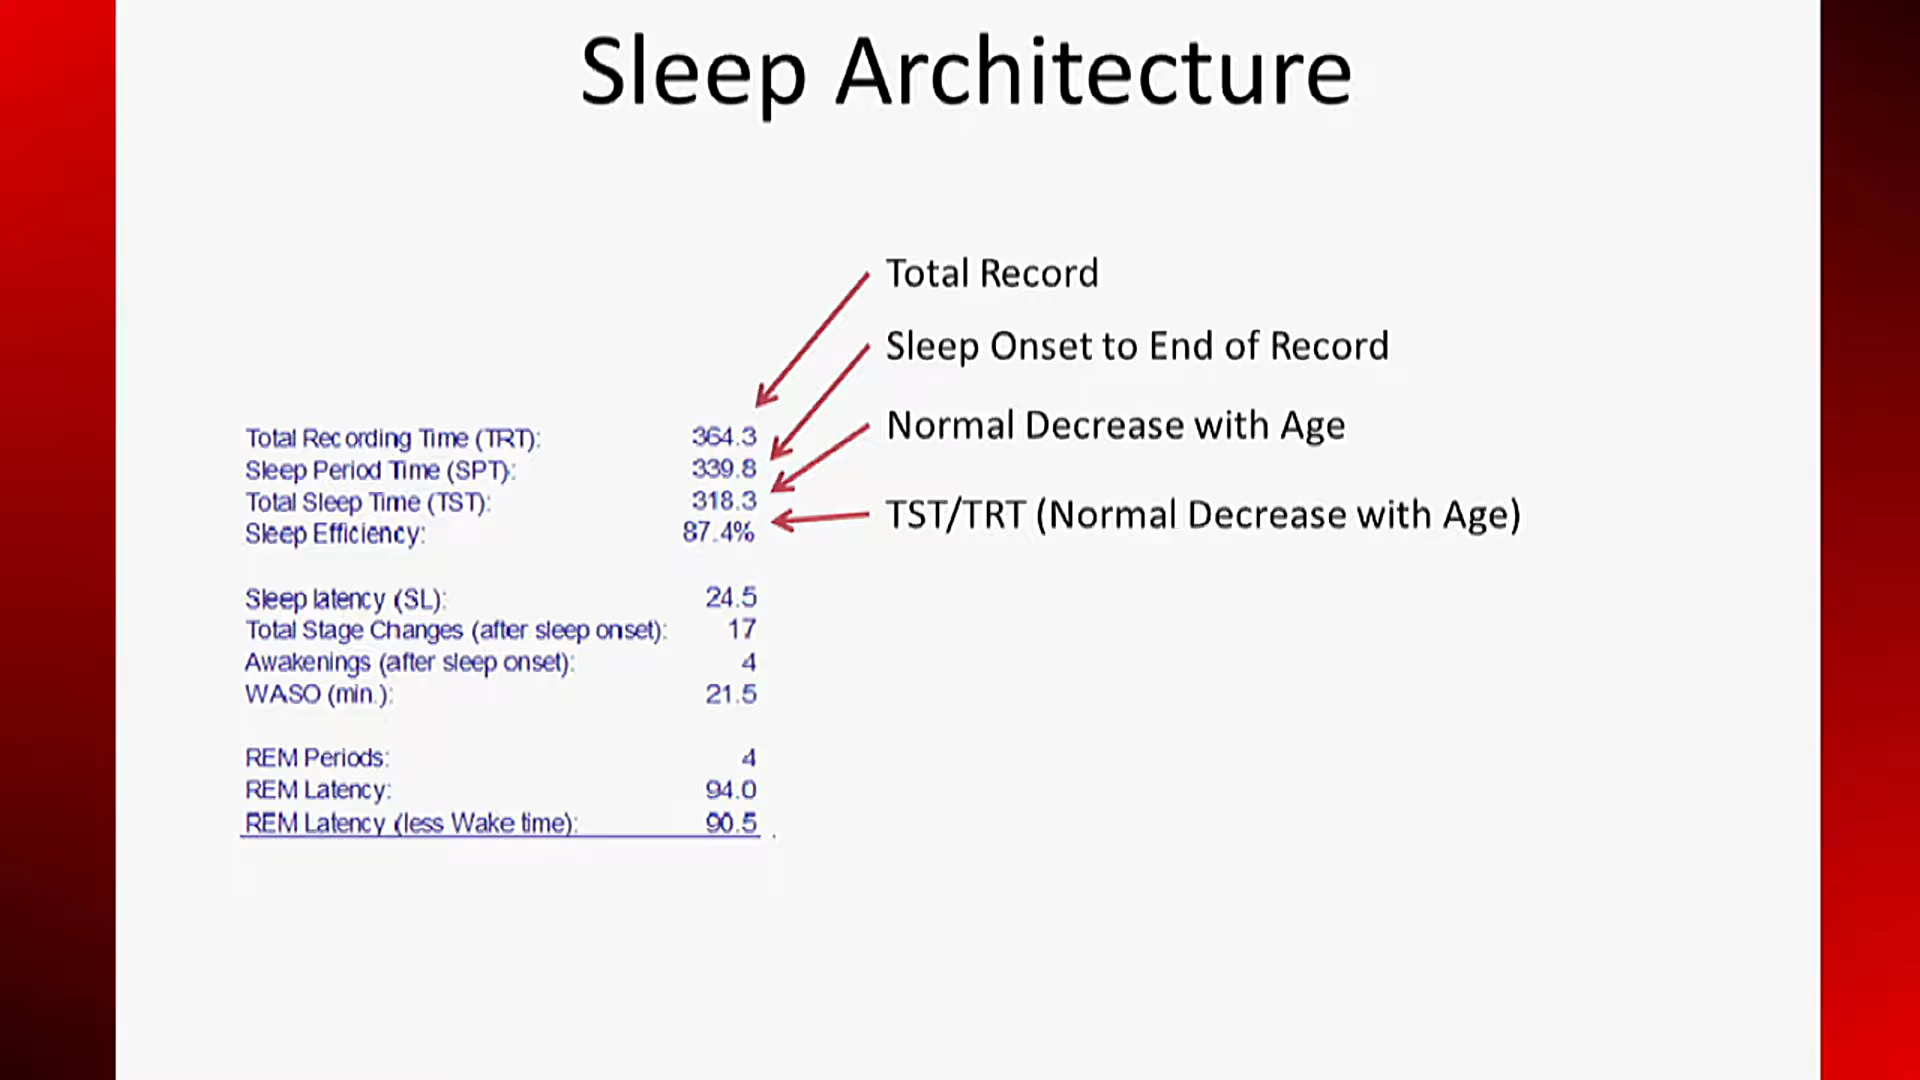 Sleep Architecture
Total Record
Sleep Onset to End of Record
Normal Decrease with Age
TST/TRT (Normal Decrease with Age)
Total Recording Time (TRT): 364.3
Sleep Period Time (SPT): 339.8
Total Sleep Time (TST): 318.3
Sleep Efficiency: 87.4%
Sleep latency (SL): 24.5
Total Stage Changes (after sleep onset): 17
Awakenings (after sleep onset): 4
WASO (min.): 21.5
REM Periods: 4
REM Latency: 94.0
REM Latency (less Wake time): 90.5